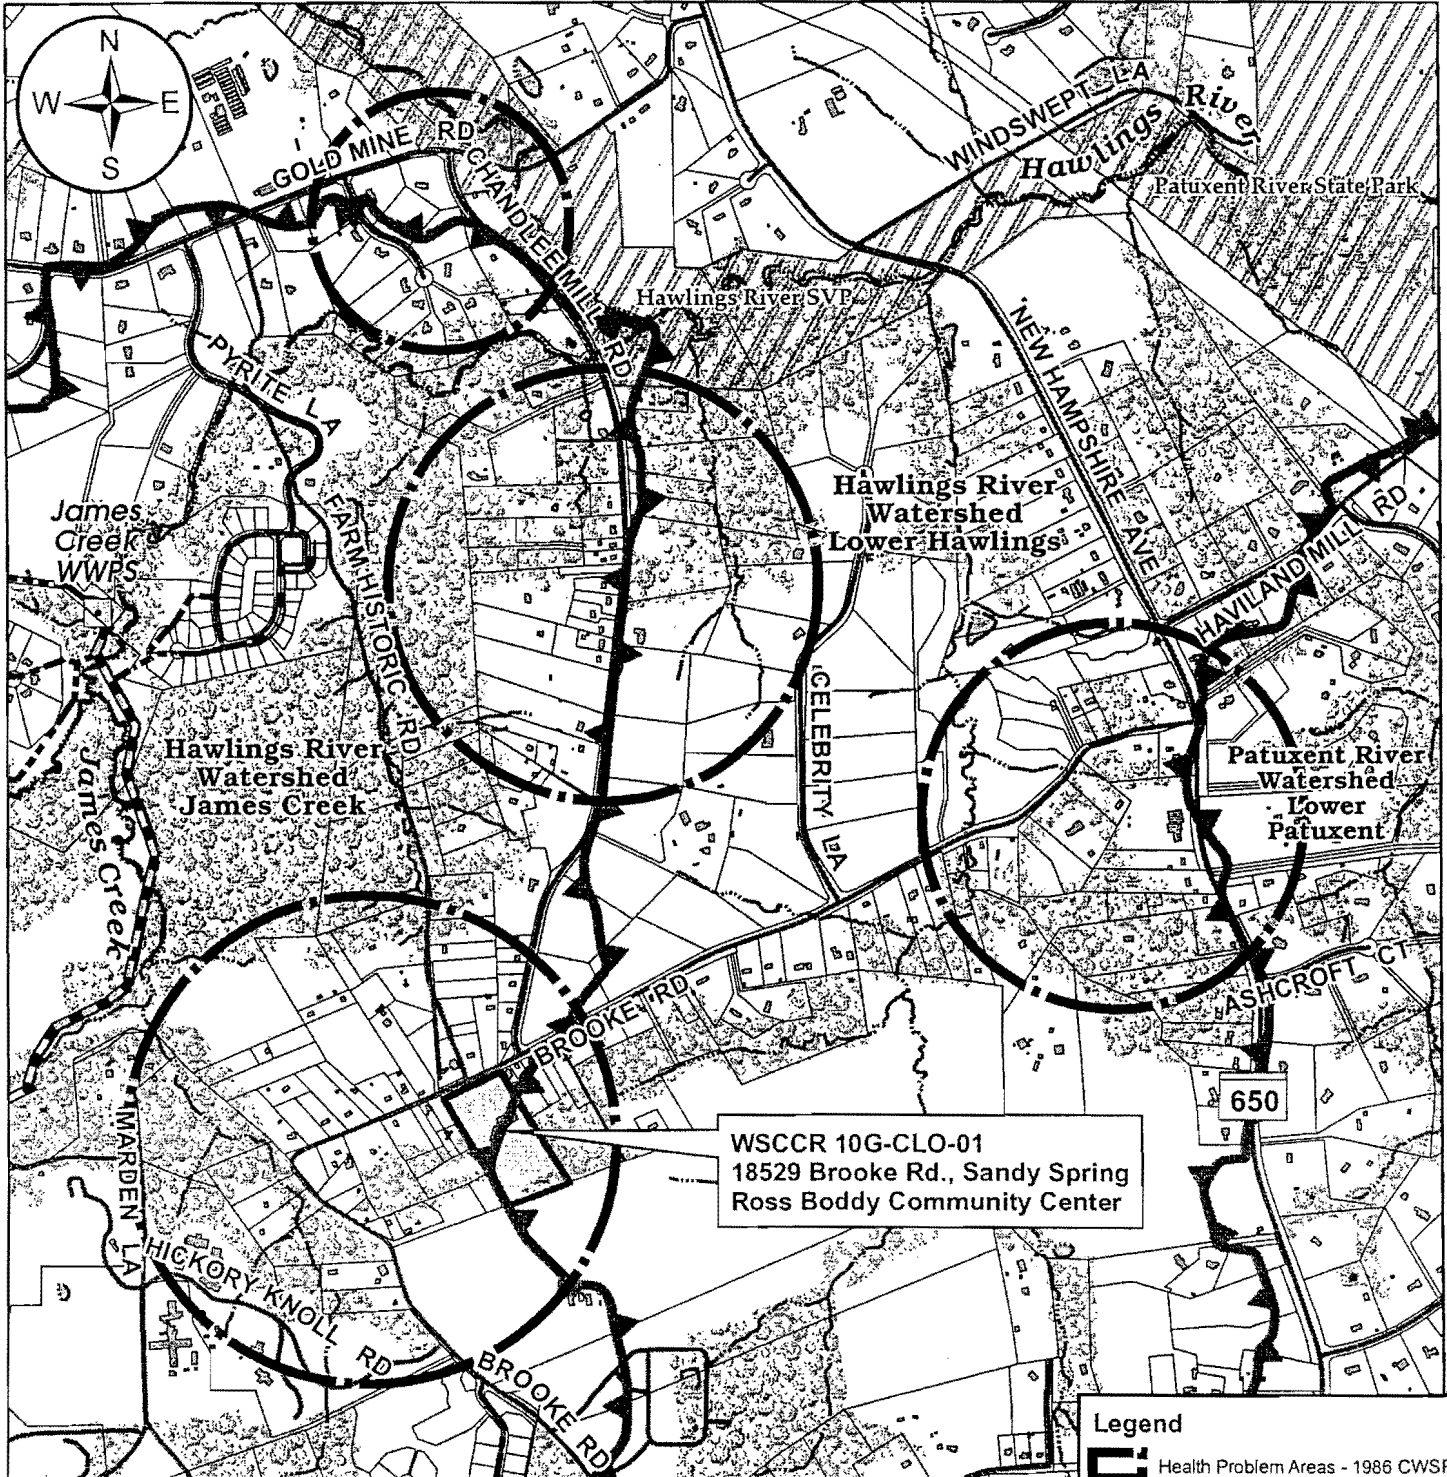 N
W E
S
GOLD MINE RD
CHANDLEE MILL RD
WINDSWEPT LA
Hawlings River
Patuxent River State Park
Hawlings River SVP
NEW HAMPSHIRE AVE
PYRITE LA
James
Creek
WWPS
FARM HISTORIC RD
Hawlings River
Watershed
Lower Hawlings
HAVILAND MILL RD
CELEBRITY LA
Hawlings River
Watershed
James Creek
James Creek
Patuxent River
Watershed
Lower
Patuxent
ASHCROFT CT
BROOKE RD
650
MARDEN LA
WSCCR 10G-CLO-01
18529 Brooke Rd., Sandy Spring
Ross Boddy Community Center
HICKORY KNOLL RD
BROOKE RD
Legend
Health Problem Areas - 1986 CWSP